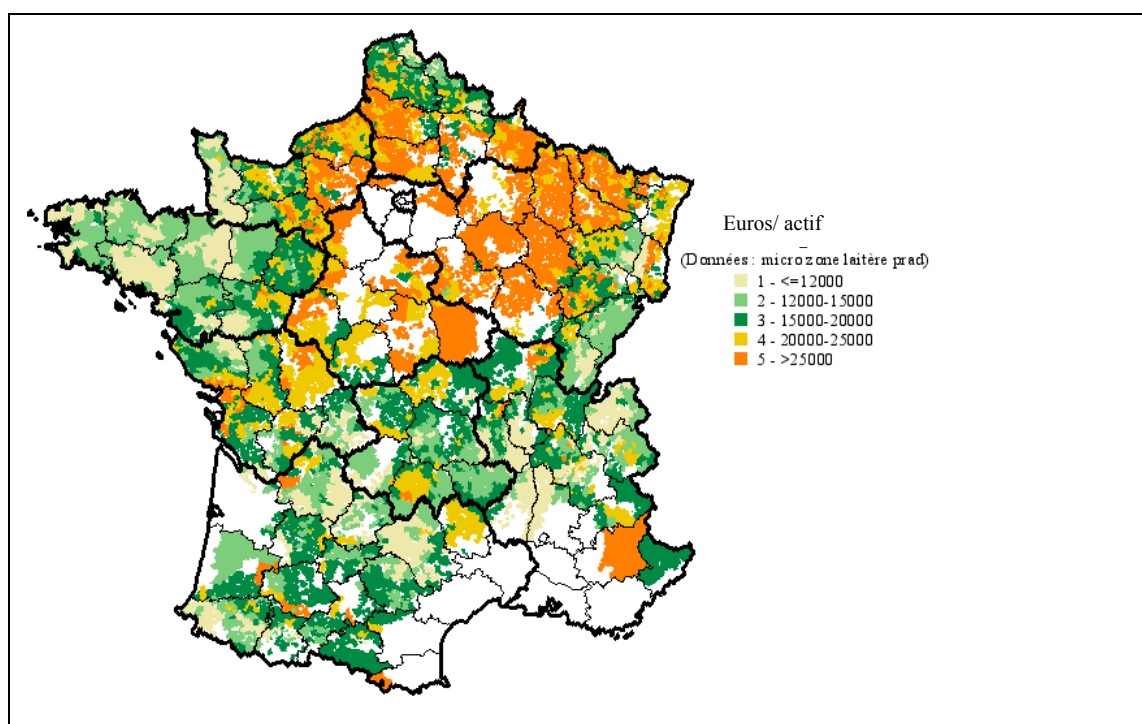 Euros/ actif
–
(Données : microzone laitère prad)
1 - <=12000
2 - 12000-15000
3 - 15000-20000
4 - 20000-25000
5 - >25000